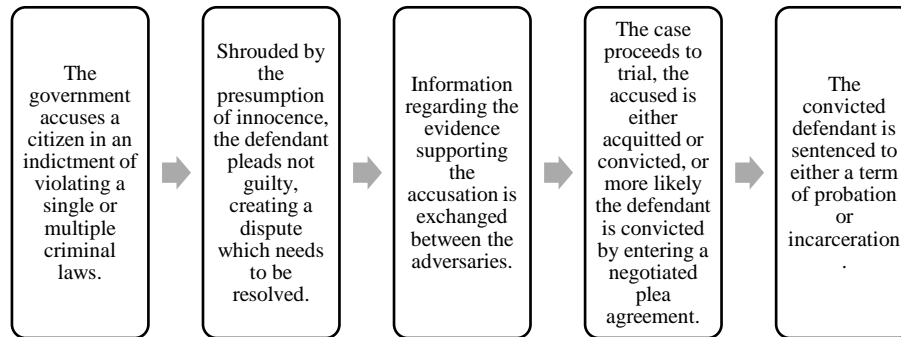 The
government
accuses a
citizen in an
indictment of
violating a
single or
multiple
criminal
laws.
Shrouded by
the
presumption
of innocence,
the defendant
pleads not
guilty,
creating a
dispute which
needs to be
resolved.
Information
regarding the
evidence
supporting
the
accusation is
exchanged
between the
adversaries.
The case
proceeds to
trial, the
accused is
either
acquitted or
convicted, or
more likely
the defendant
is convicted
by entering a
negotiated
plea
agreement.
The
convicted
defendant is
sentenced to
either a term
of probation
or
incarceration
.